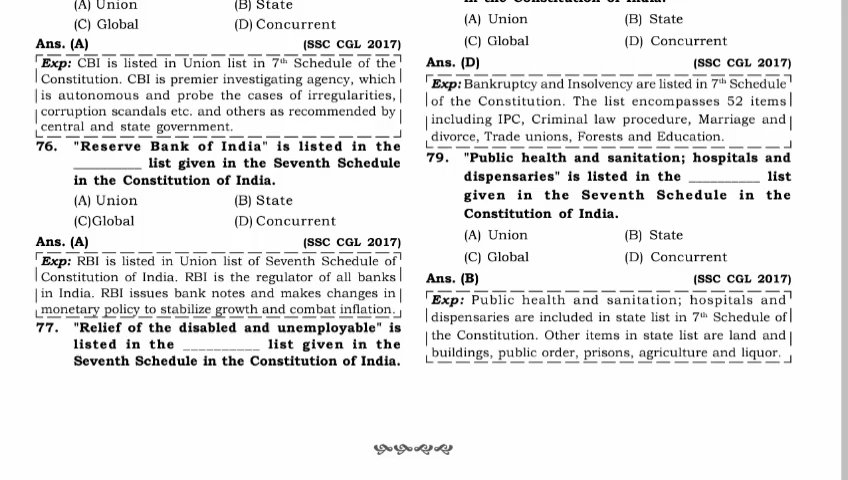 (A) Union (B) State
(C) Global (D) Concurrent
Ans. (A) (SSC CGL 2017)
Exp: CBI is listed in Union list in 7th Schedule of the
Constitution. CBI is premier investigating agency, which
is autonomous and probe the cases of irregularities,
corruption scandals etc. and others as recommended by
central and state government.
76. "Reserve Bank of India" is listed in the
__________ list given in the Seventh Schedule
in the Constitution of India.
(A) Union (B) State
(C)Global (D) Concurrent
Ans. (A) (SSC CGL 2017)
Exp: RBI is listed in Union list of Seventh Schedule of
Constitution of India. RBI is the regulator of all banks
in India. RBI issues bank notes and makes changes in
monetary policy to stabilize growth and combat inflation.
77. "Relief of the disabled and unemployable" is
listed in the __________ list given in the
Seventh Schedule in the Constitution of India.
in the Constitution of India.
(A) Union (B) State
(C) Global (D) Concurrent
Ans. (D) (SSC CGL 2017)
Exp: Bankruptcy and Insolvency are listed in 7th Schedule
of the Constitution. The list encompasses 52 items
including IPC, Criminal law procedure, Marriage and
divorce, Trade unions, Forests and Education.
79. "Public health and sanitation; hospitals and
dispensaries" is listed in the __________ list
given in the Seventh Schedule in the
Constitution of India.
(A) Union (B) State
(C) Global (D) Concurrent
Ans. (B) (SSC CGL 2017)
Exp: Public health and sanitation; hospitals and
dispensaries are included in state list in 7th Schedule of
the Constitution. Other items in state list are land and
buildings, public order, prisons, agriculture and liquor.